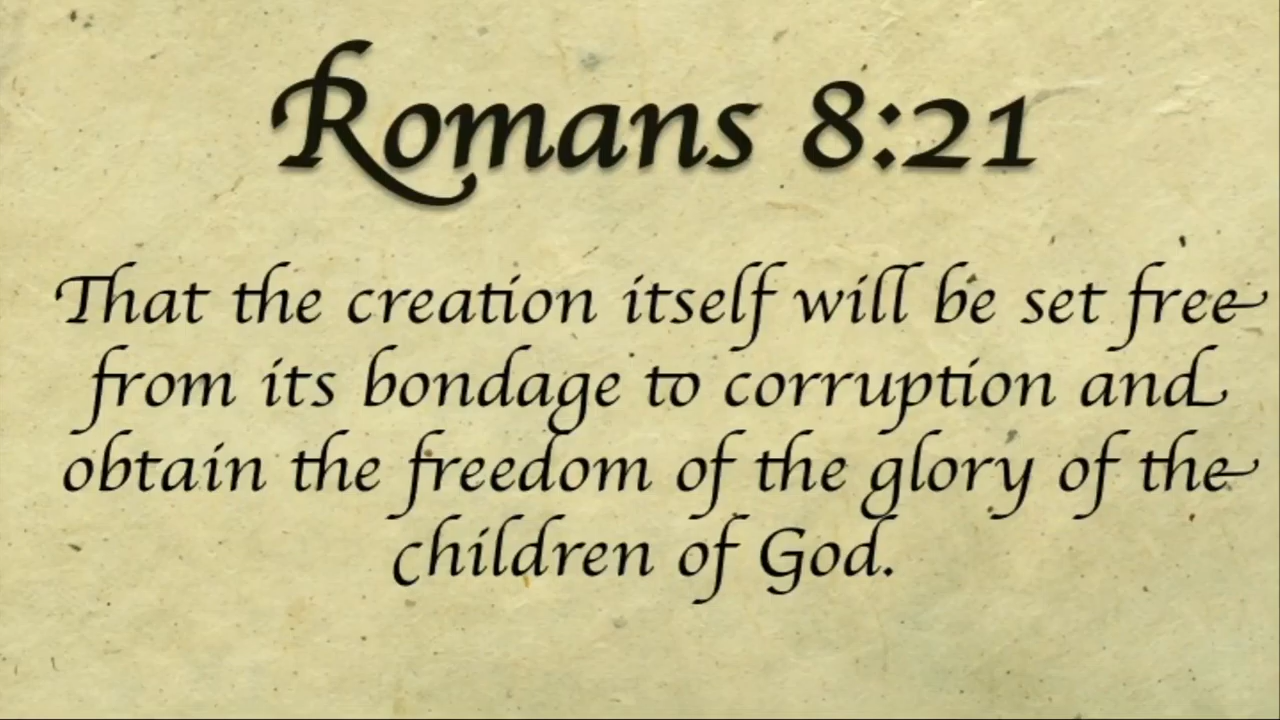 Romans 8:21
That the creation itself will be set free
from its bondage to corruption and
obtain the freedom of the glory of the
children of God.